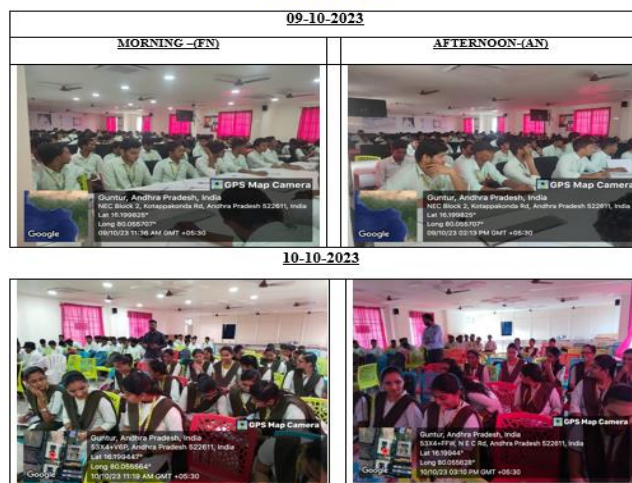 09-10-2023
MORNING –(FN)
AFTERNOON-(AN)
GPS Map Camera
Guntur, Andhra Pradesh, India
NEC Block 2, Kotappakonda Rd, Andhra Pradesh 522611, India
Lat 16.199825°
Long 80.055707°
09/10/23 11:36 AM GMT +05:30
Google
GPS Map Camera
Guntur, Andhra Pradesh, India
NEC Block 2, Kotappakonda Rd, Andhra Pradesh 522611, India
Lat 16.199825°
Long 80.055707°
09/10/23 02:13 PM GMT +05:30
Google
10-10-2023
GPS Map Camera
Guntur, Andhra Pradesh, India
53X4+V6P, Andhra Pradesh 522611, India
Lat 16.199447°
Long 80.055564°
10/10/23 11:19 AM GMT +05:30
Google
GPS Map Camera
Guntur, Andhra Pradesh, India
53X4+FFW, N E C Rd, Andhra Pradesh 522611, India
Lat 16.19944°
Long 80.055628°
10/10/23 03:10 PM GMT +05:30
Google